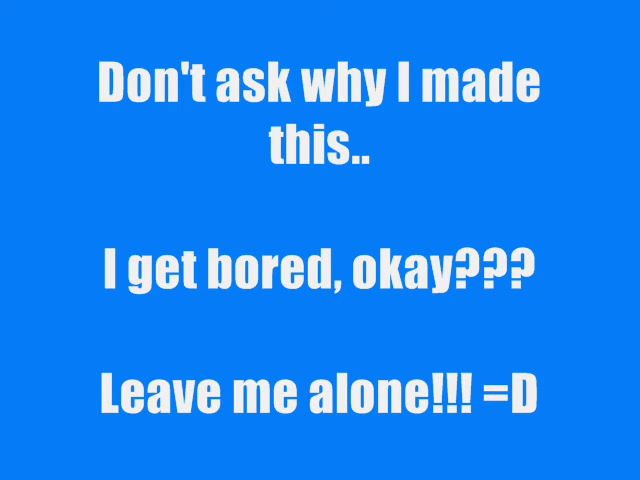 Don't ask why I made
this..
I get bored, okay???
Leave me alone!!! =D